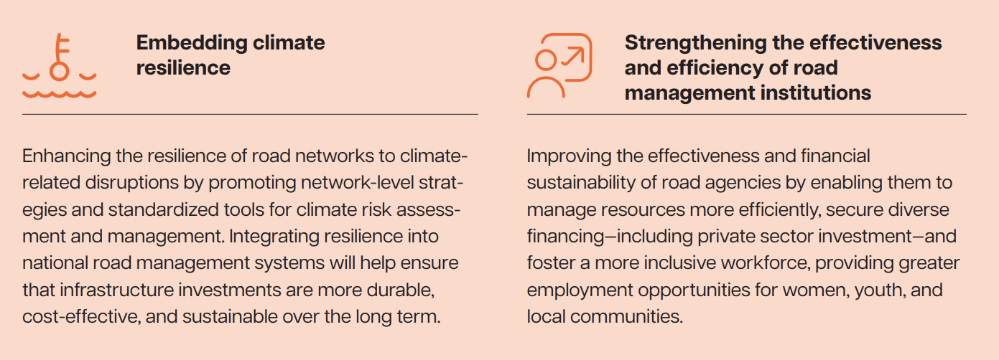 Embedding climate
resilience
Enhancing the resilience of road networks to climate-
related disruptions by promoting network-level strat-
egies and standardized tools for climate risk assess-
ment and management. Integrating resilience into
national road management systems will help ensure
that infrastructure investments are more durable,
cost-effective, and sustainable over the long term.
Strengthening the effectiveness
and efficiency of road
management institutions
Improving the effectiveness and financial
sustainability of road agencies by enabling them to
manage resources more efficiently, secure diverse
financing—including private sector investment—and
foster a more inclusive workforce, providing greater
employment opportunities for women, youth, and
local communities.